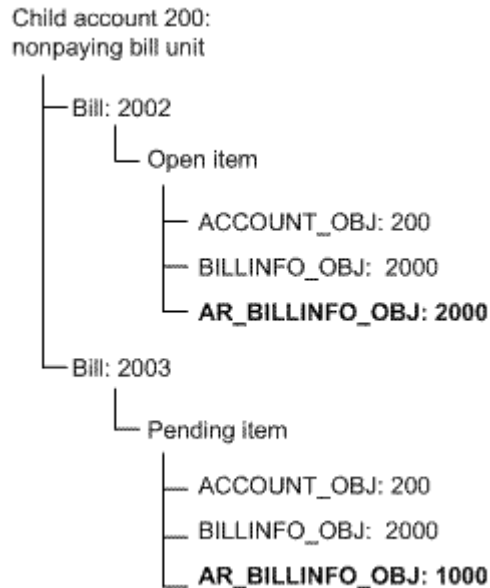 Child account 200:
nonpaying bill unit
Bill: 2002
Open item
ACCOUNT_OBJ: 200
BILLINFO_OBJ: 2000
AR_BILLINFO_OBJ: 2000
Bill: 2003
Pending item
ACCOUNT_OBJ: 200
BILLINFO_OBJ: 2000
AR_BILLINFO_OBJ: 1000